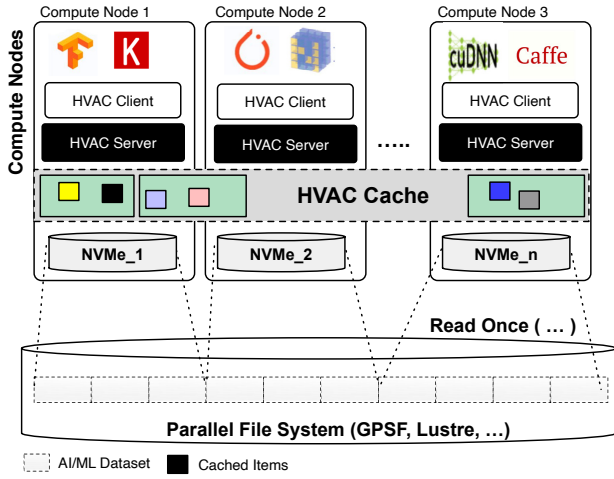 Compute Node 1
Compute Node 2
Compute Node 3
Compute Nodes
K
cuDNN
Caffe
HVAC Client
HVAC Client
HVAC Client
HVAC Server
HVAC Server
.....
HVAC Server
HVAC Cache
NVMe_1
NVMe_2
NVMe_n
Read Once ( ... )
Parallel File System (GPSF, Lustre, ...)
AI/ML Dataset
Cached Items